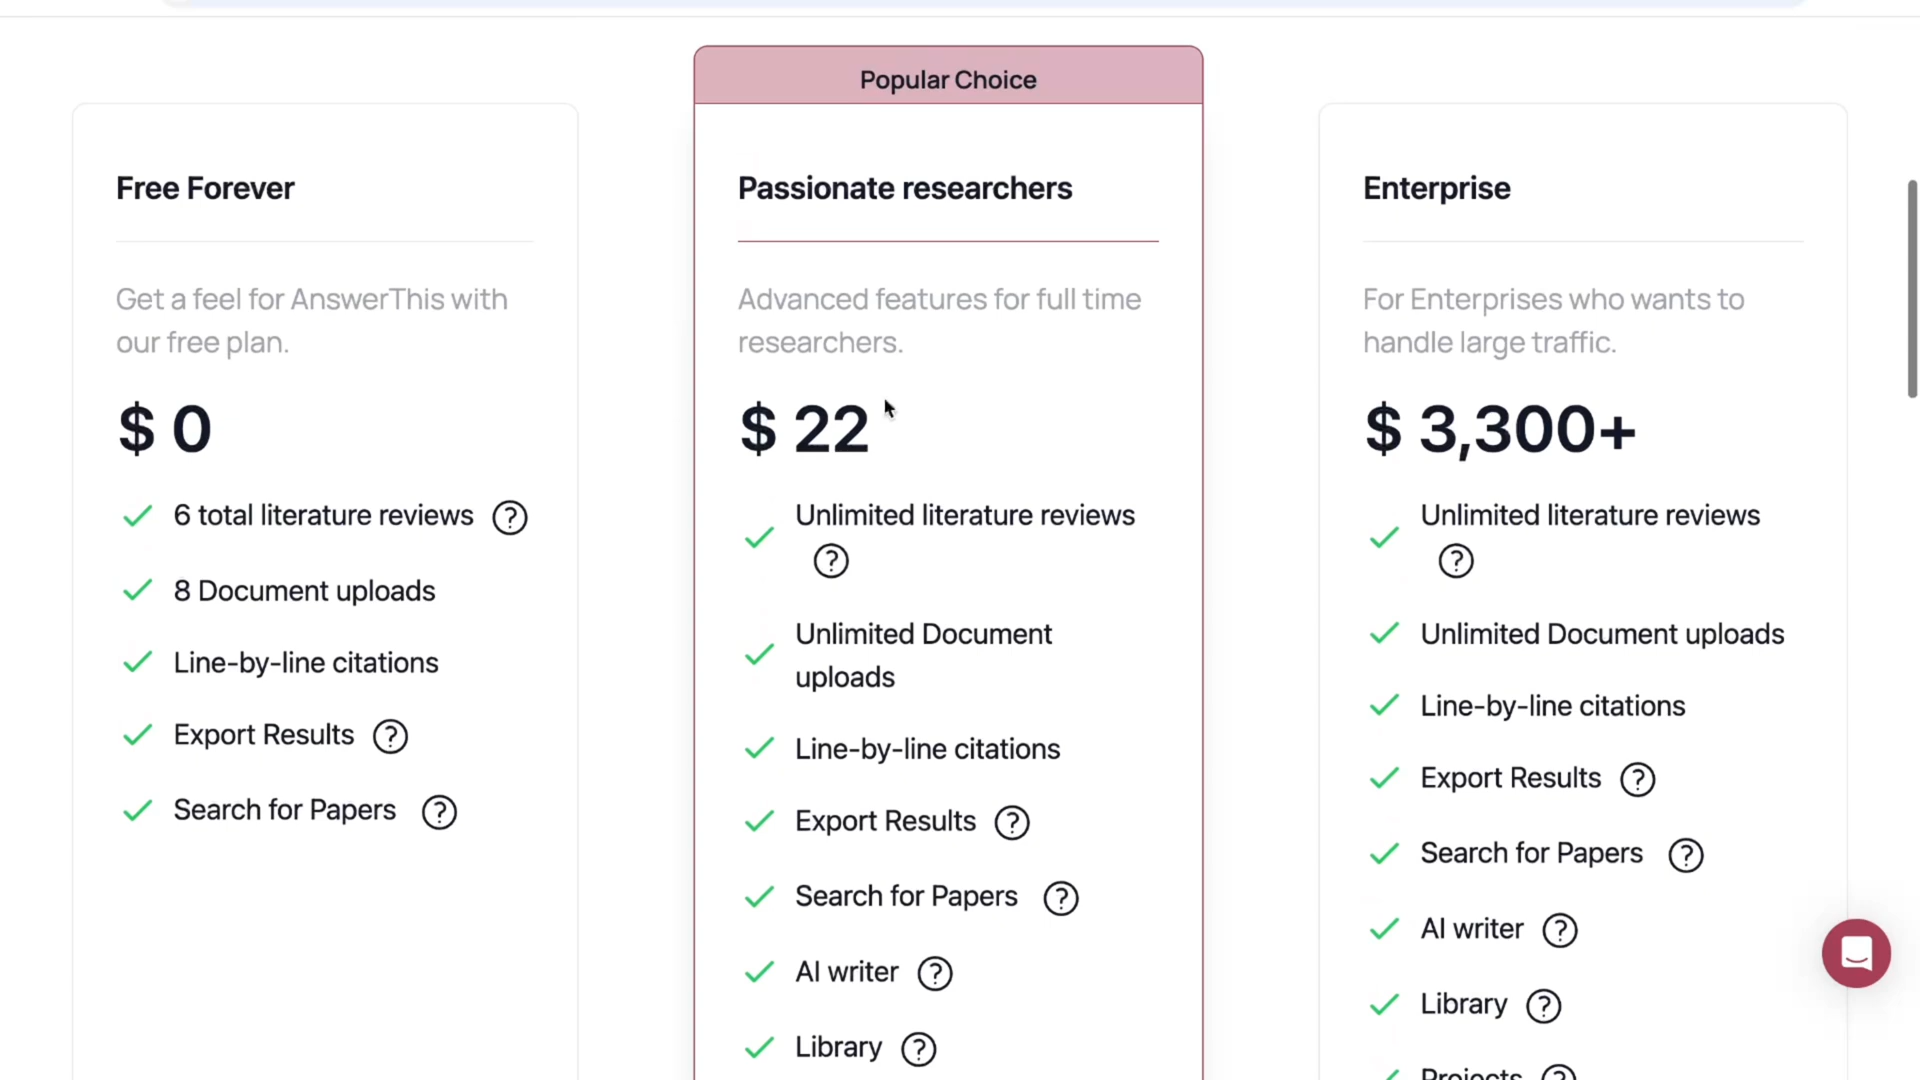 Popular Choice
Free Forever
Get a feel for AnswerThis with
our free plan.
$ 0
6 total literature reviews ?
8 Document uploads
Line-by-line citations
Export Results ?
Search for Papers ?
Passionate researchers
Advanced features for full time
researchers.
$ 22
Unlimited literature reviews
?
Unlimited Document
uploads
Line-by-line citations
Export Results ?
Search for Papers ?
AI writer ?
Library ?
Enterprise
For Enterprises who wants to
handle large traffic.
$ 3,300+
Unlimited literature reviews
?
Unlimited Document uploads
Line-by-line citations
Export Results ?
Search for Papers ?
AI writer ?
Library ?
Projects ?